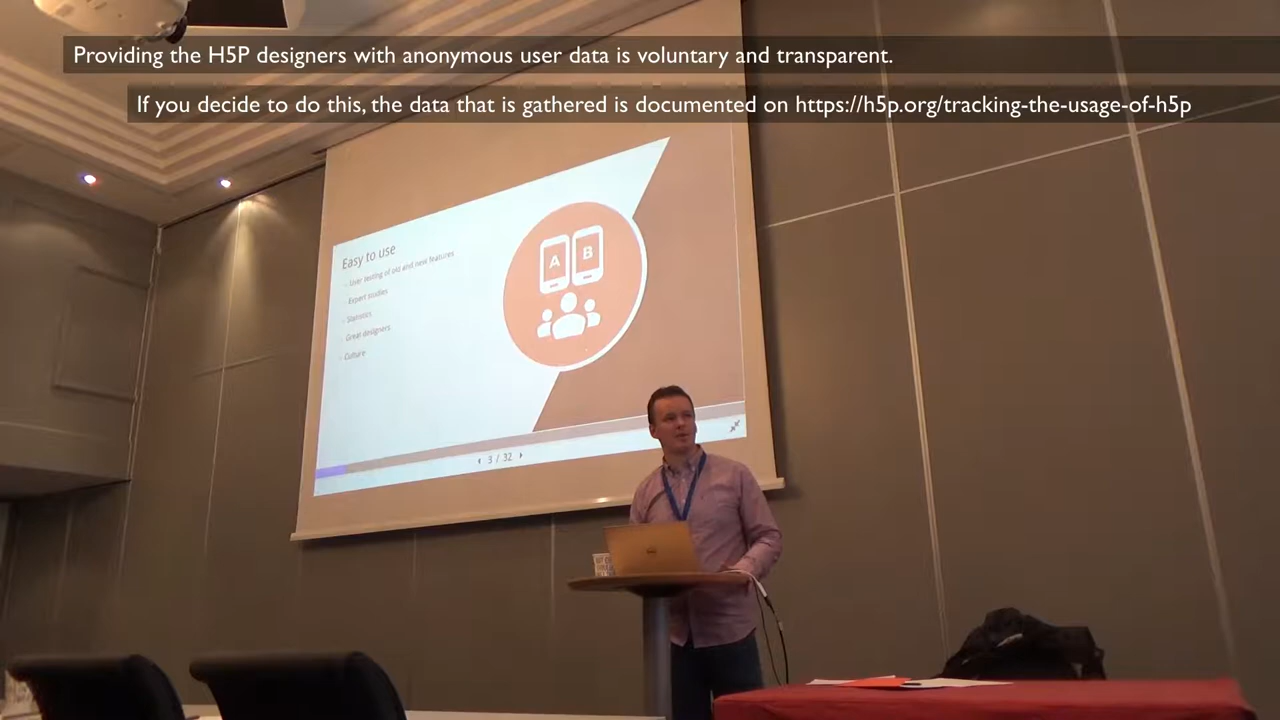 Providing the H5P designers with anonymous user data is voluntary and transparent.
If you decide to do this, the data that is gathered is documented on https://h5p.org/tracking-the-usage-of-h5p
Easy to use
- User testing of old and new features
- Expert studies
- Statistics
- Great designers
- Culture
A B
3 / 32
DELL